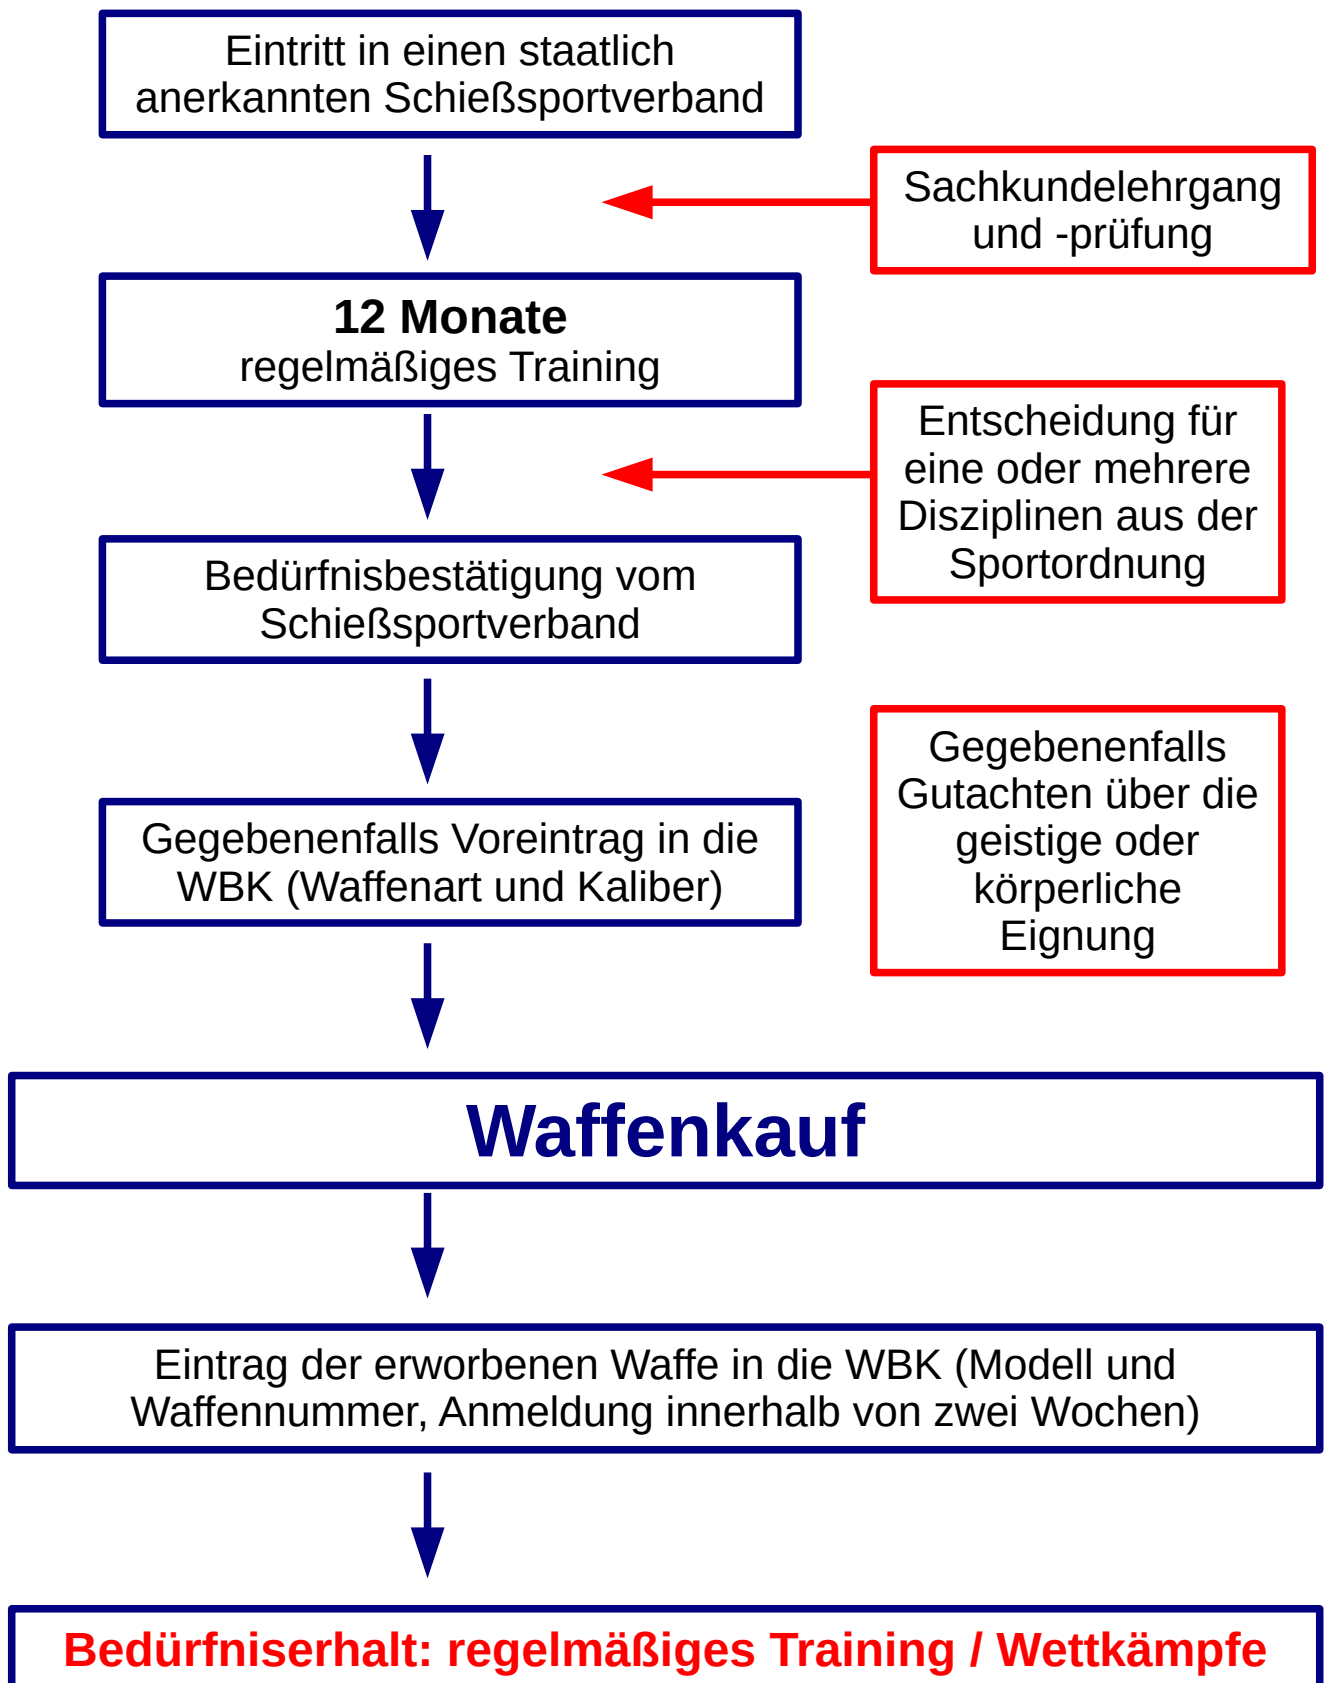 Eintritt in einen staatlich
anerkannten Schießsportverband
Sachkundelehrgang
und -prüfung
12 Monate
regelmäßiges Training
Entscheidung für
eine oder mehrere
Disziplinen aus der
Sportordnung
Bedürfnisbestätigung vom
Schießsportverband
Gegebenenfalls
Gutachten über die
geistige oder
körperliche
Eignung
Gegebenenfalls Voreintrag in die
WBK (Waffenart und Kaliber)
Waffenkauf
Eintrag der erworbenen Waffe in die WBK (Modell und
Waffennummer, Anmeldung innerhalb von zwei Wochen)
Bedürfniserhalt: regelmäßiges Training / Wettkämpfe